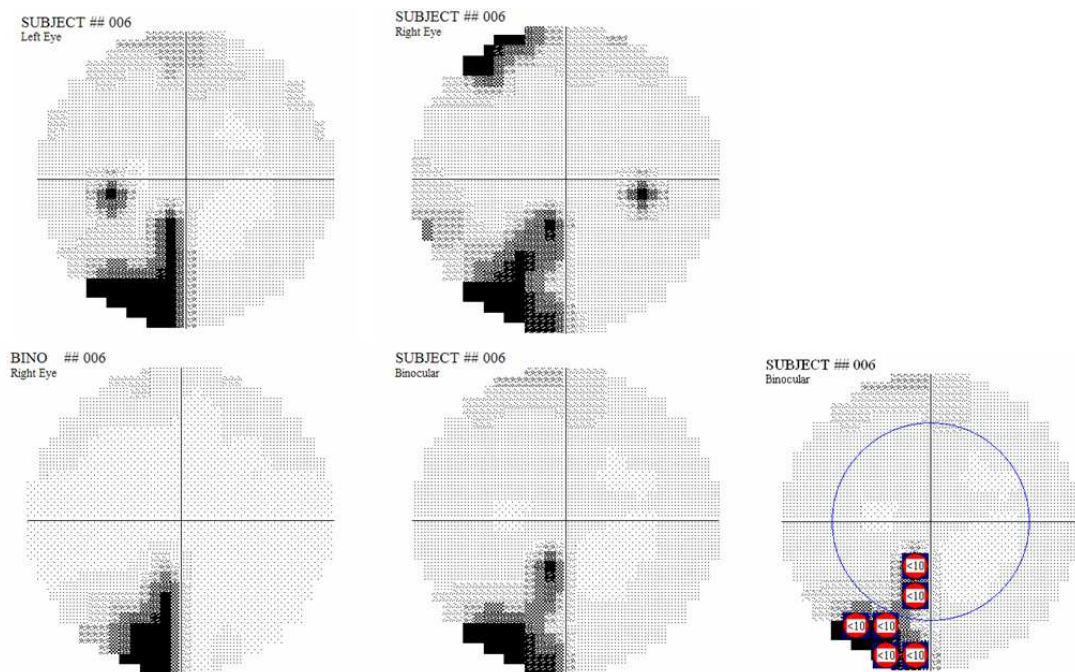 SUBJECT ## 006
Left Eye
SUBJECT ## 006
Right Eye
BINO ## 006
Right Eye
SUBJECT ## 006
Binocular
SUBJECT ## 006
Binocular
<10
<10
<10 <10
<10 <10